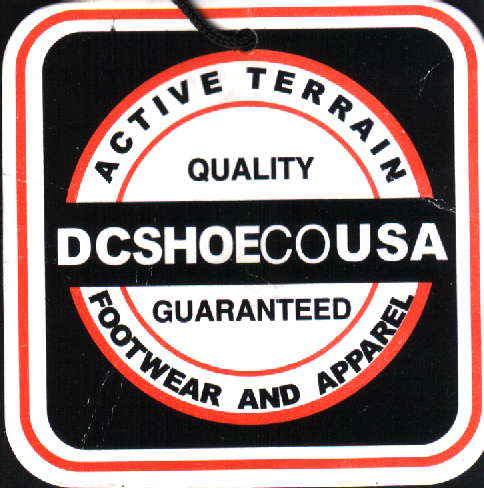 ACTIVE TERRAIN
QUALITY
DCSHOECOUSA
GUARANTEED
FOOTWEAR AND APPAREL